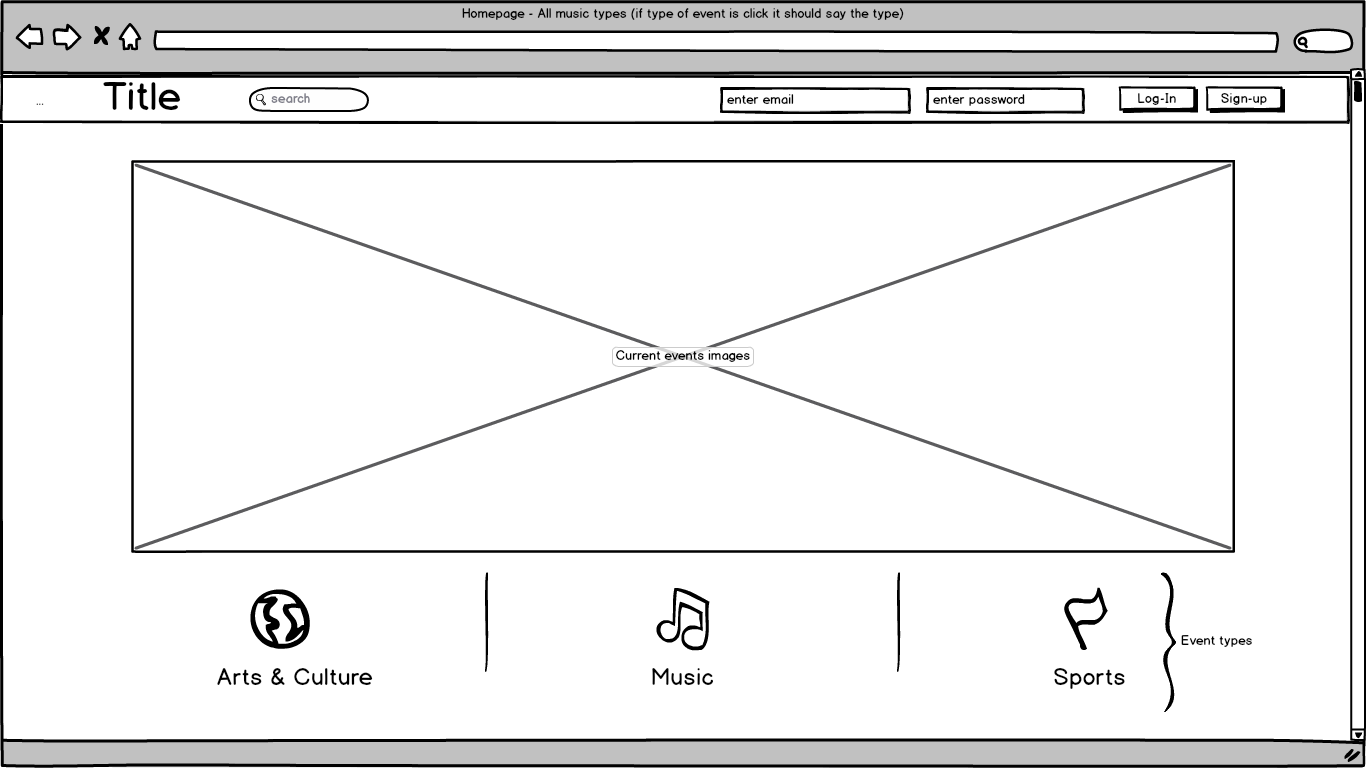 Homepage - All music types (if type of event is click it should say the type)
...
Title
search
enter email
enter password
Log-In
Sign-up
Current events images
Arts & Culture
Music
Sports
Event types